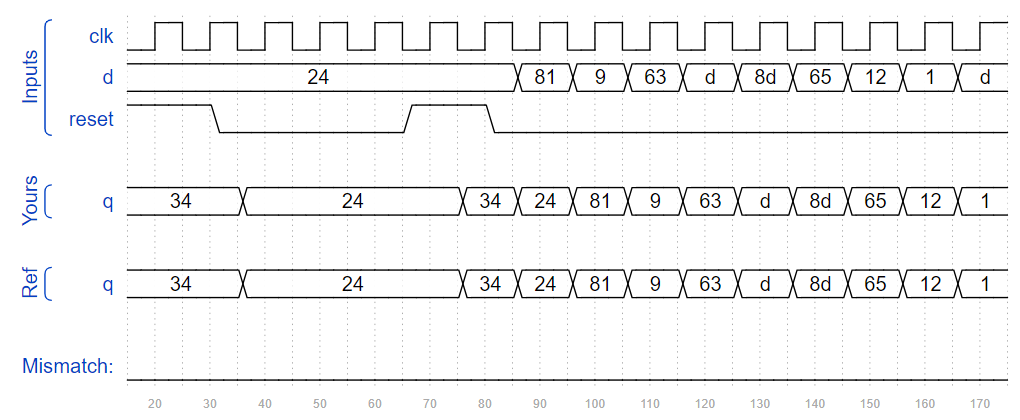 Inputs
clk
d 24 81 9 63 d 8d 65 12 1 d
reset
Yours
q 34 24 34 24 81 9 63 d 8d 65 12 1
Ref
q 34 24 34 24 81 9 63 d 8d 65 12 1
Mismatch:
20 30 40 50 60 70 80 90 100 110 120 130 140 150 160 170